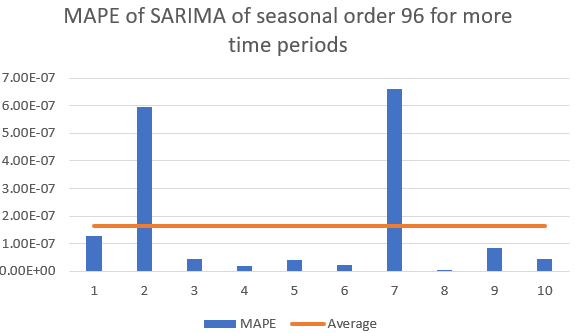 MAPE of SARIMA of seasonal order 96 for more
time periods
7.00E-07
6.00E-07
5.00E-07
4.00E-07
3.00E-07
2.00E-07
1.00E-07
0.00E+00
1 2 3 4 5 6 7 8 9 10
MAPE Average